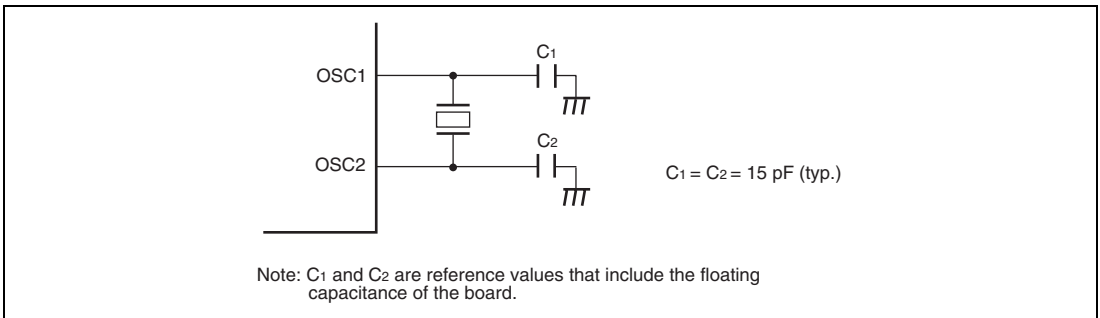 C1
OSC1
C2
OSC2
C1 = C2 = 15 pF (typ.)
Note: C1 and C2 are reference values that include the floating
capacitance of the board.